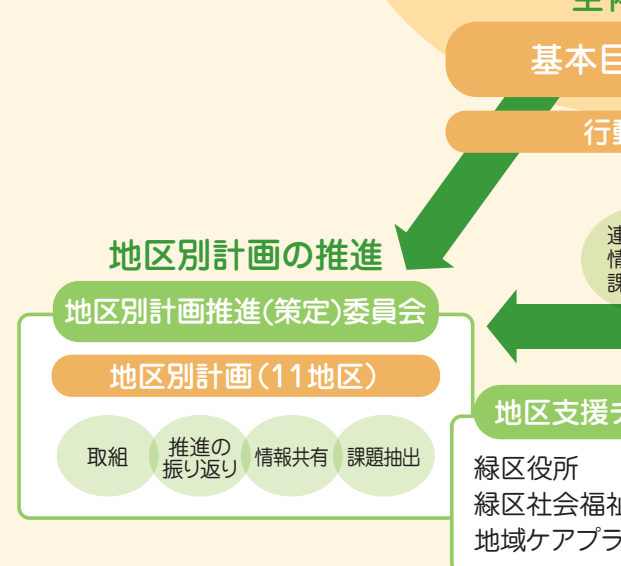 基本目
行動
地区別計画の推進
地区別計画推進(策定)委員会
地区別計画(11地区)
取組
推進の
振り返り
情報共有
課題抽出
地区支援チ
緑区役所
緑区社会福祉
地域ケアプラ